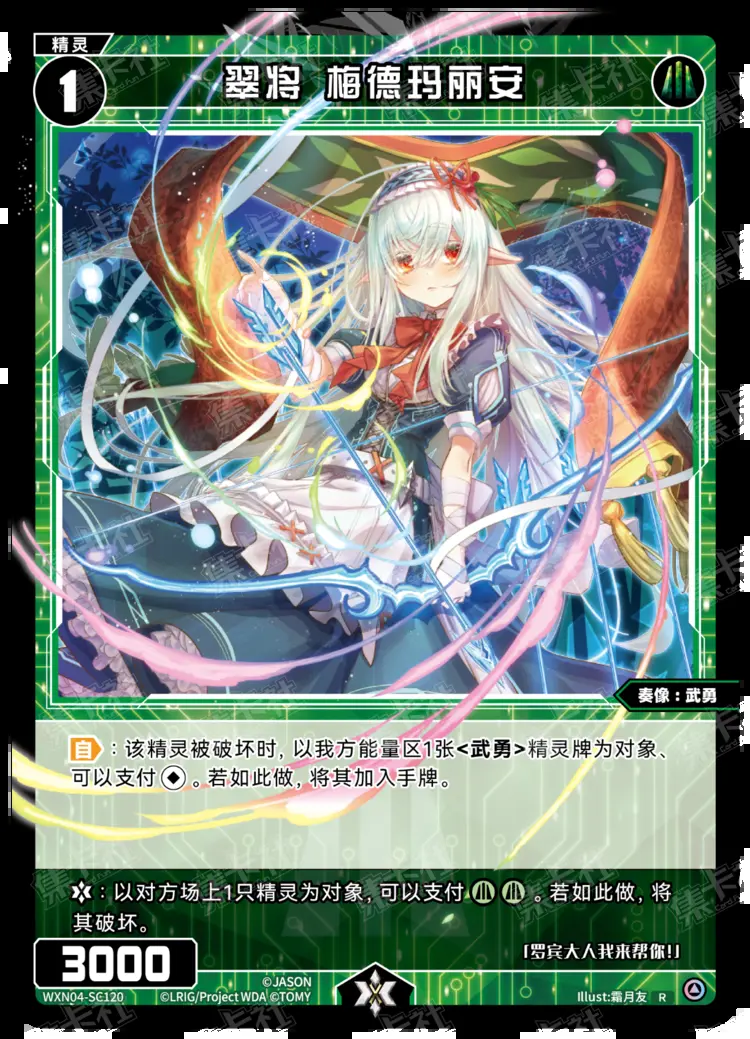 精灵
1
翠将 梅德玛丽安
奏像：武勇
自：该精灵被破坏时，以我方能量区1张<武勇>精灵牌为对象、
可以支付◆。若如此做，将其加入手牌。
：以对方场上1只精灵为对象，可以支付。若如此做，将
其破坏。
「罗宾大人我来帮你！」
3000
©JASON
WXN04-SC120 ©LRIG/Project WDA ©TOMY
Illust:霜月友 R
集卡社